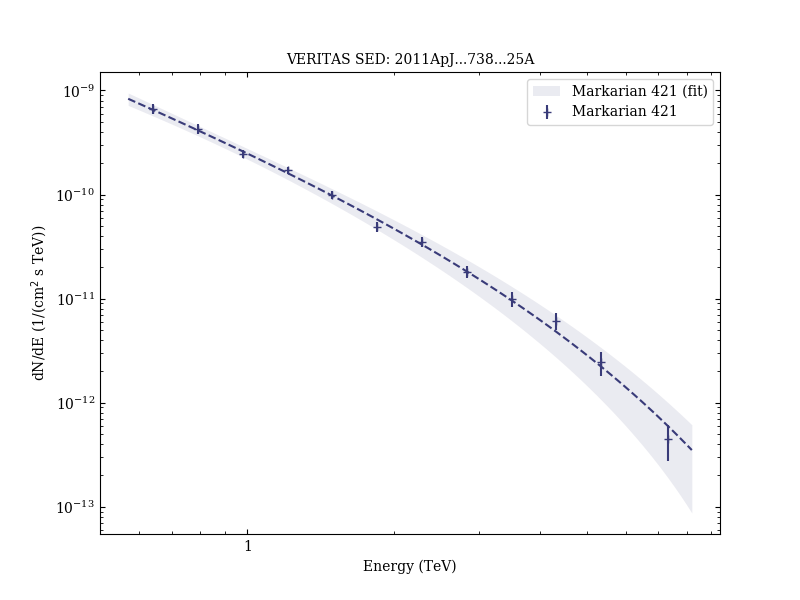 VERITAS SED: 2011ApJ...738...25A
Markarian 421 (fit)
Markarian 421
dN/dE (1/(cm² s TeV))
10⁻⁹
10⁻¹⁰
10⁻¹¹
10⁻¹²
10⁻¹³
1
Energy (TeV)